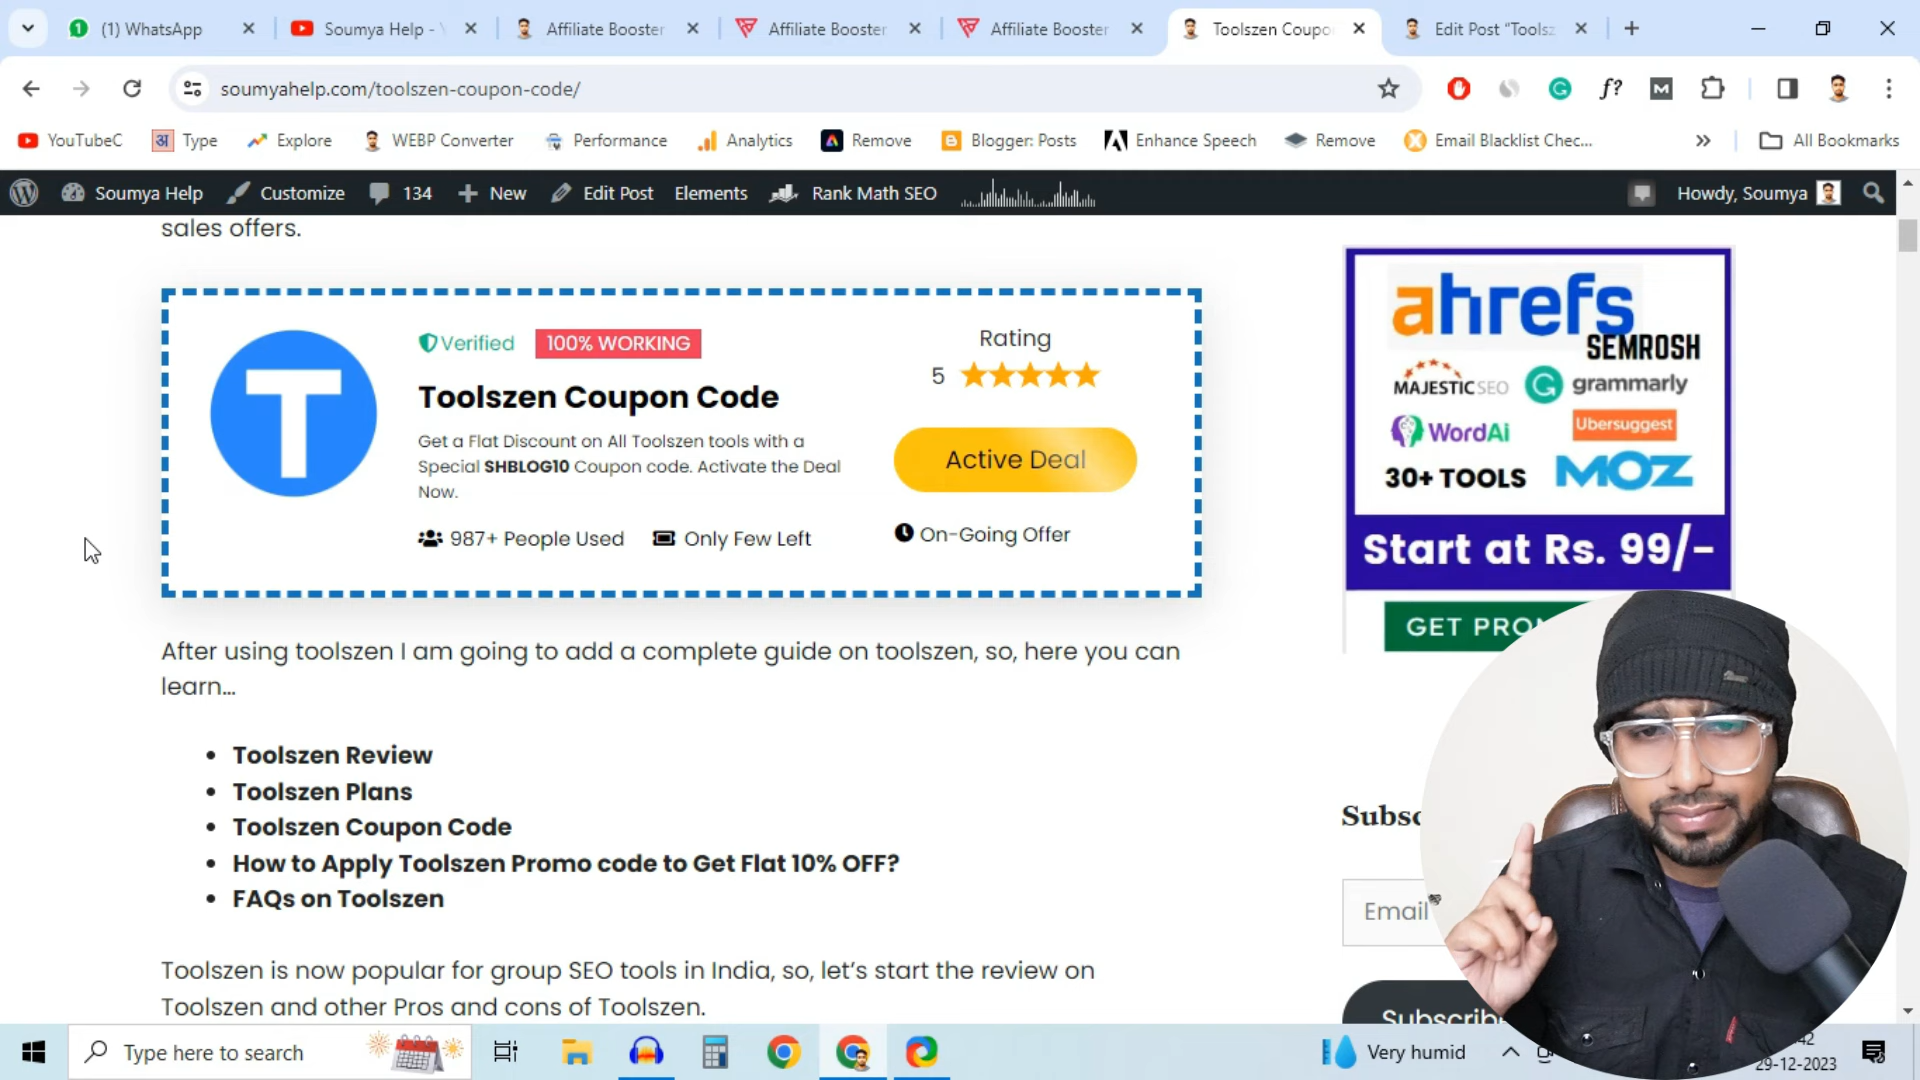 (1) WhatsApp
Soumya Help -
Affiliate Booster
Affiliate Booster
Affiliate Booster
Toolszen Coupo
Edit Post "Toolsz
soumyahelp.com/toolszen-coupon-code/
YouTubeC
Type
Explore
WEBP Converter
Performance
Analytics
Remove
Blogger: Posts
Enhance Speech
Remove
Email Blacklist Chec...
All Bookmarks
Soumya Help
Customize
134
New
Edit Post
Elements
Rank Math SEO
Howdy, Soumya
sales offers.
Verified
100% WORKING
Toolszen Coupon Code
Get a Flat Discount on All Toolszen tools with a
Special SHBLOG10 Coupon code. Activate the Deal
Now.
987+ People Used
Only Few Left
Rating
5
Active Deal
On-Going Offer
After using toolszen I am going to add a complete guide on toolszen, so, here you can
learn...
• Toolszen Review
• Toolszen Plans
• Toolszen Coupon Code
• How to Apply Toolszen Promo code to Get Flat 10% OFF?
• FAQs on Toolszen
Toolszen is now popular for group SEO tools in India, so, let's start the review on
Toolszen and other Pros and cons of Toolszen.
ahrefs
SEMROSH
MAJESTIC SEO
grammarly
WordAi
Ubersuggest
30+ TOOLS
MOZ
Start at Rs. 99/-
GET PRO
Subsc
Email
Subscribe
Type here to search
Very humid
29-12-2023